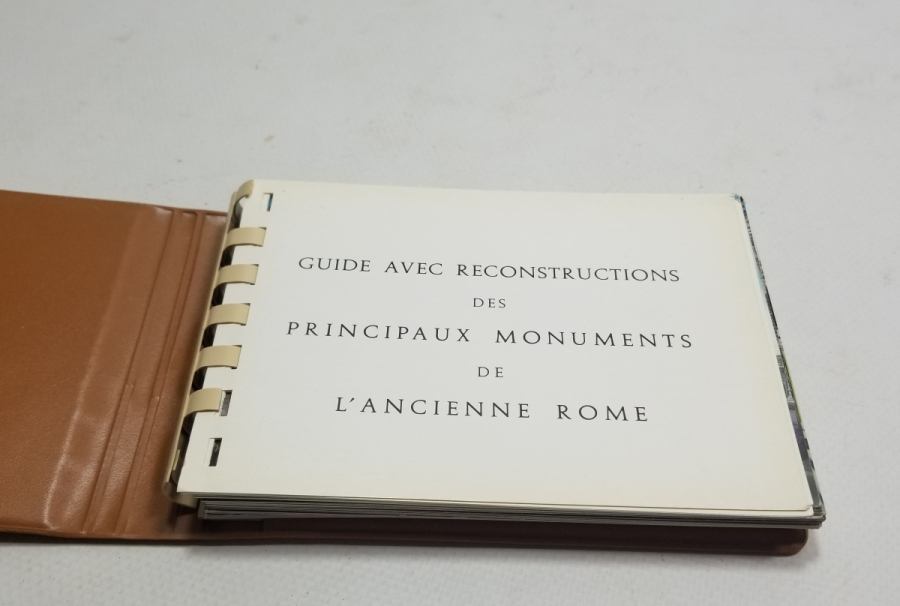 GUIDE AVEC RECONSTRUCTIONS
DES
PRINCIPAUX MONUMENTS
DE
L'ANCIENNE ROME